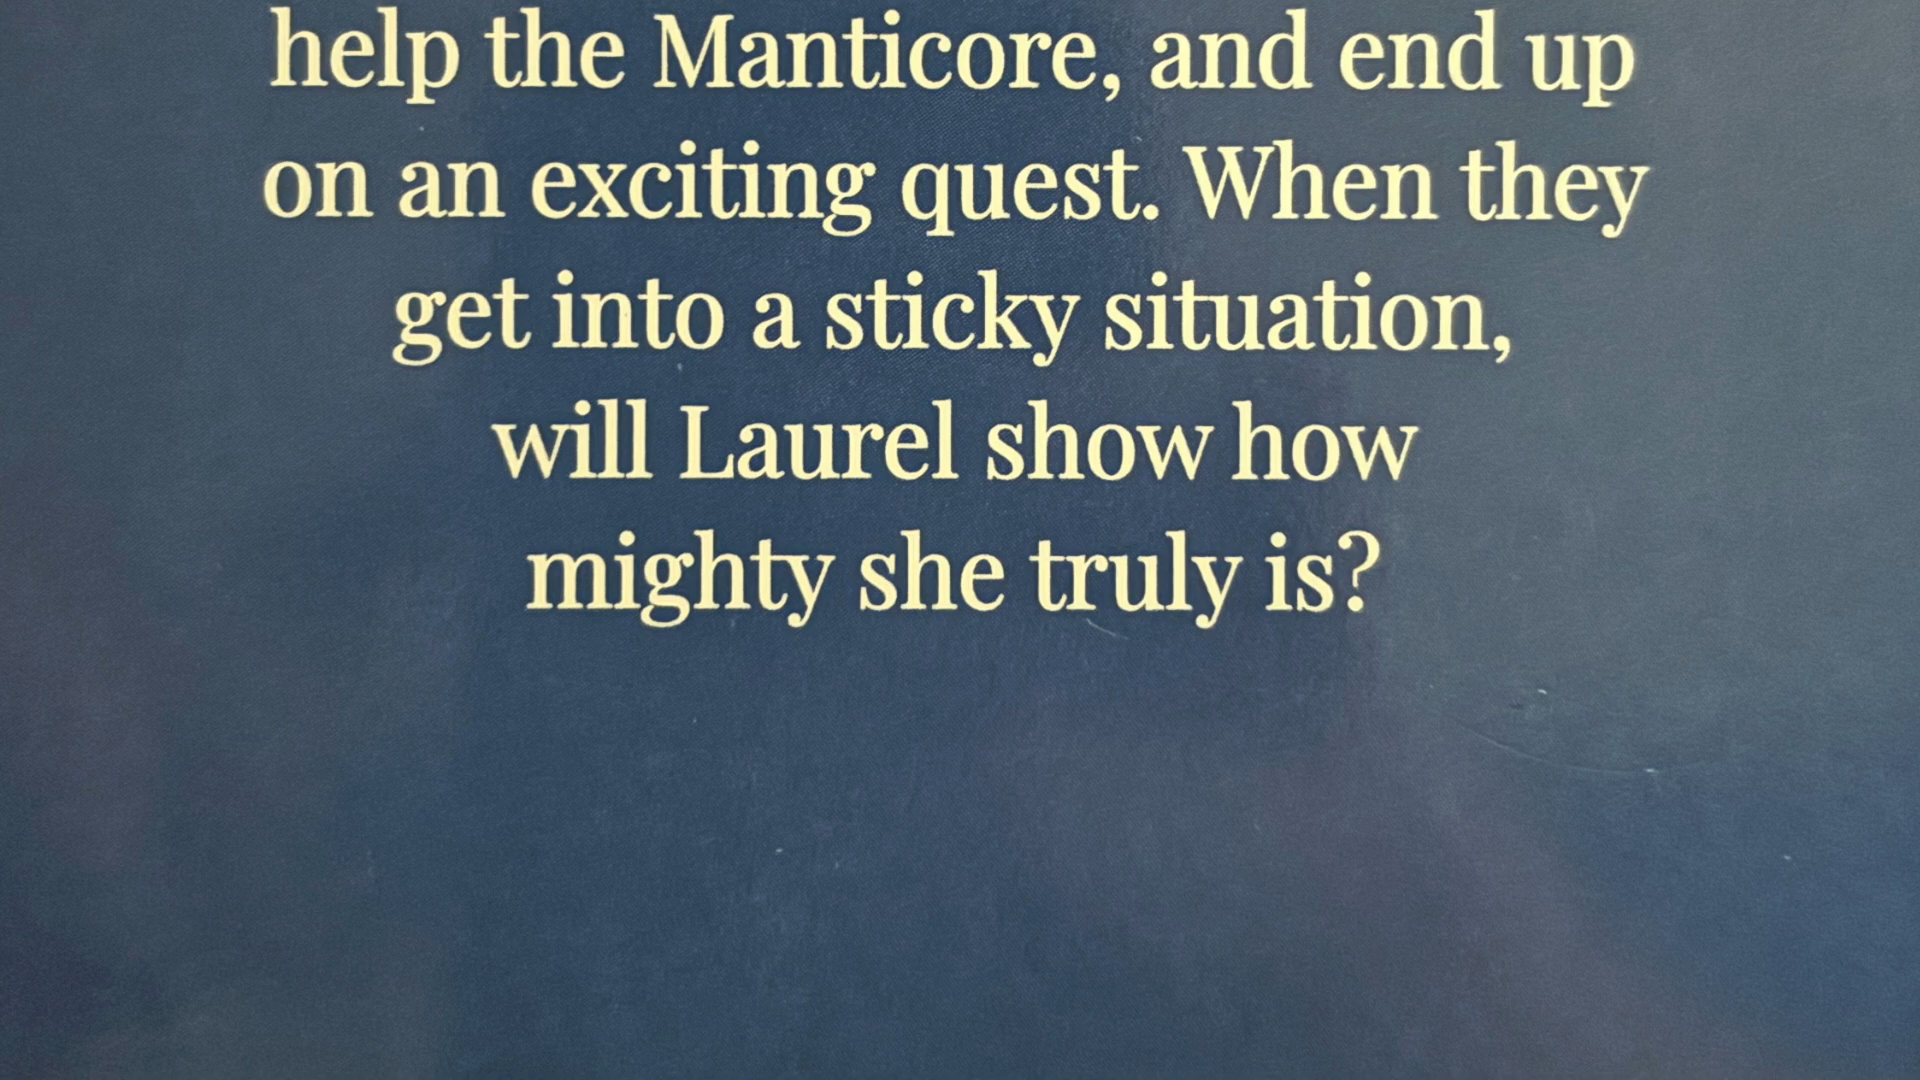 help the Manticore, and end up
on an exciting quest. When they
get into a sticky situation,
will Laurel show how
mighty she truly is?